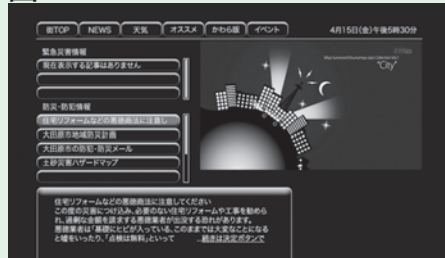 街TOP NEWS 天気 オススメ かわら版 イベント 4月15日(金)午後5時30分
緊急災害情報
現在表示する記事はありません
"City"
防災・防犯情報
住宅リフォームなどの悪徳商法に注意し
大田原市地域防災計画
大田原市の防犯・防災メール
土砂災害ハザードマップ
住宅リフォームなどの悪徳商法に注意してください
この度の災害につけ込み、必要のない住宅リフォームや工事を勧めら
れ、過剰な金額を請求する悪徳業者が出没する恐れがあります。
悪徳業者は「基礎にヒビが入っている、このままでは大変なことになる
と嘘をいったり、「点検は無料」といって ...続きは決定ボタンで